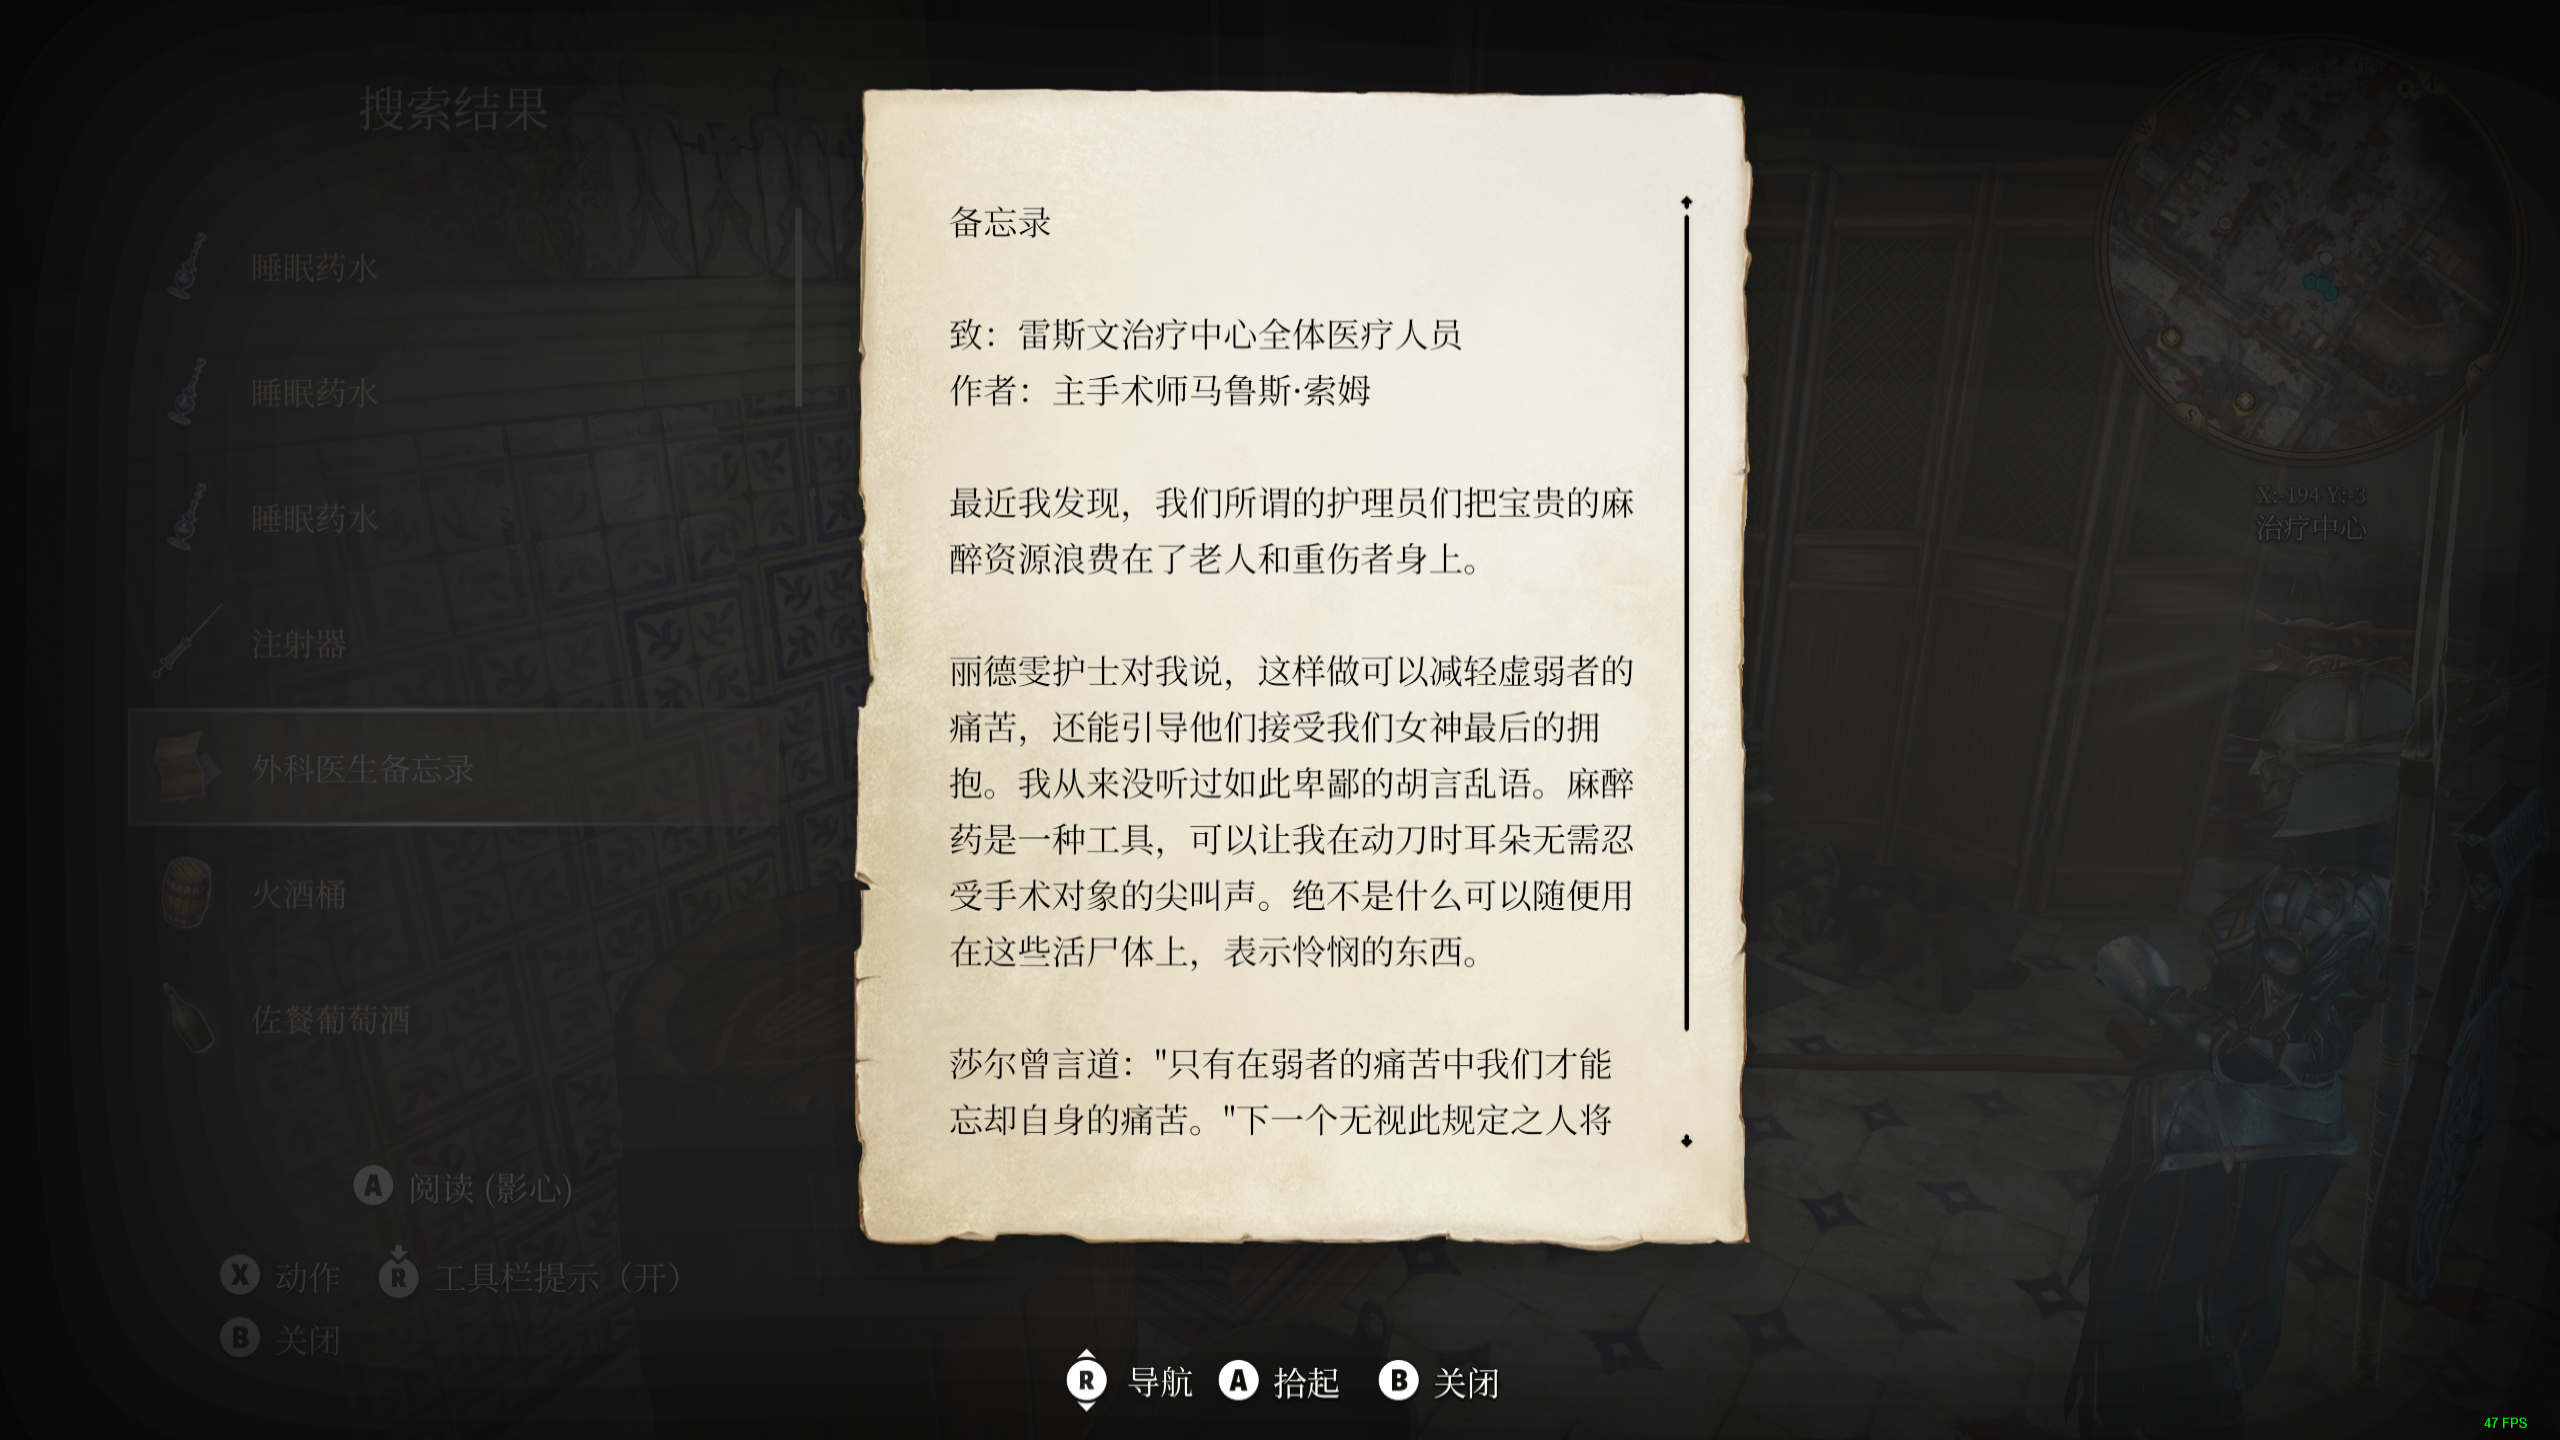 搜索结果
睡眠药水
睡眠药水
睡眠药水
注射器
外科医生备忘录
火酒桶
佐餐葡萄酒
A 阅读 (影心)
X 动作 R 工具栏提示（开）
B 关闭
备忘录
致：雷斯文治疗中心全体医疗人员
作者：主手术师马鲁斯·索姆
最近我发现，我们所谓的护理员们把宝贵的麻
醉资源浪费在了老人和重伤者身上。
丽德雯护士对我说，这样做可以减轻虚弱者的
痛苦，还能引导他们接受我们女神最后的拥
抱。我从来没听过如此卑鄙的胡言乱语。麻醉
药是一种工具，可以让我在动刀时耳朵无需忍
受手术对象的尖叫声。绝不是什么可以随便用
在这些活尸体上，表示怜悯的东西。
莎尔曾言道："只有在弱者的痛苦中我们才能
忘却自身的痛苦。"下一个无视此规定之人将
R 导航 A 拾起 B 关闭
X:-194 Y:-3
治疗中心
47 FPS